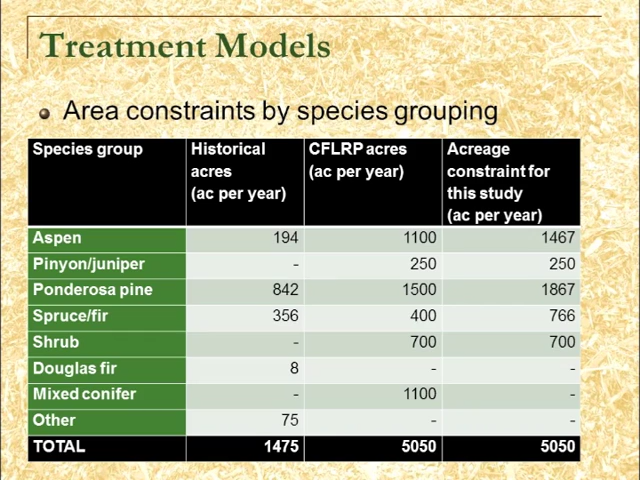 Treatment Models
Area constraints by species grouping
Species group Historical acres (ac per year) CFLRP acres (ac per year) Acreage constraint for this study (ac per year)
Aspen 194 1100 1467
Pinyon/juniper - 250 250
Ponderosa pine 842 1500 1867
Spruce/fir 356 400 766
Shrub - 700 700
Douglas fir 8 - -
Mixed conifer - 1100 -
Other 75 - -
TOTAL 1475 5050 5050